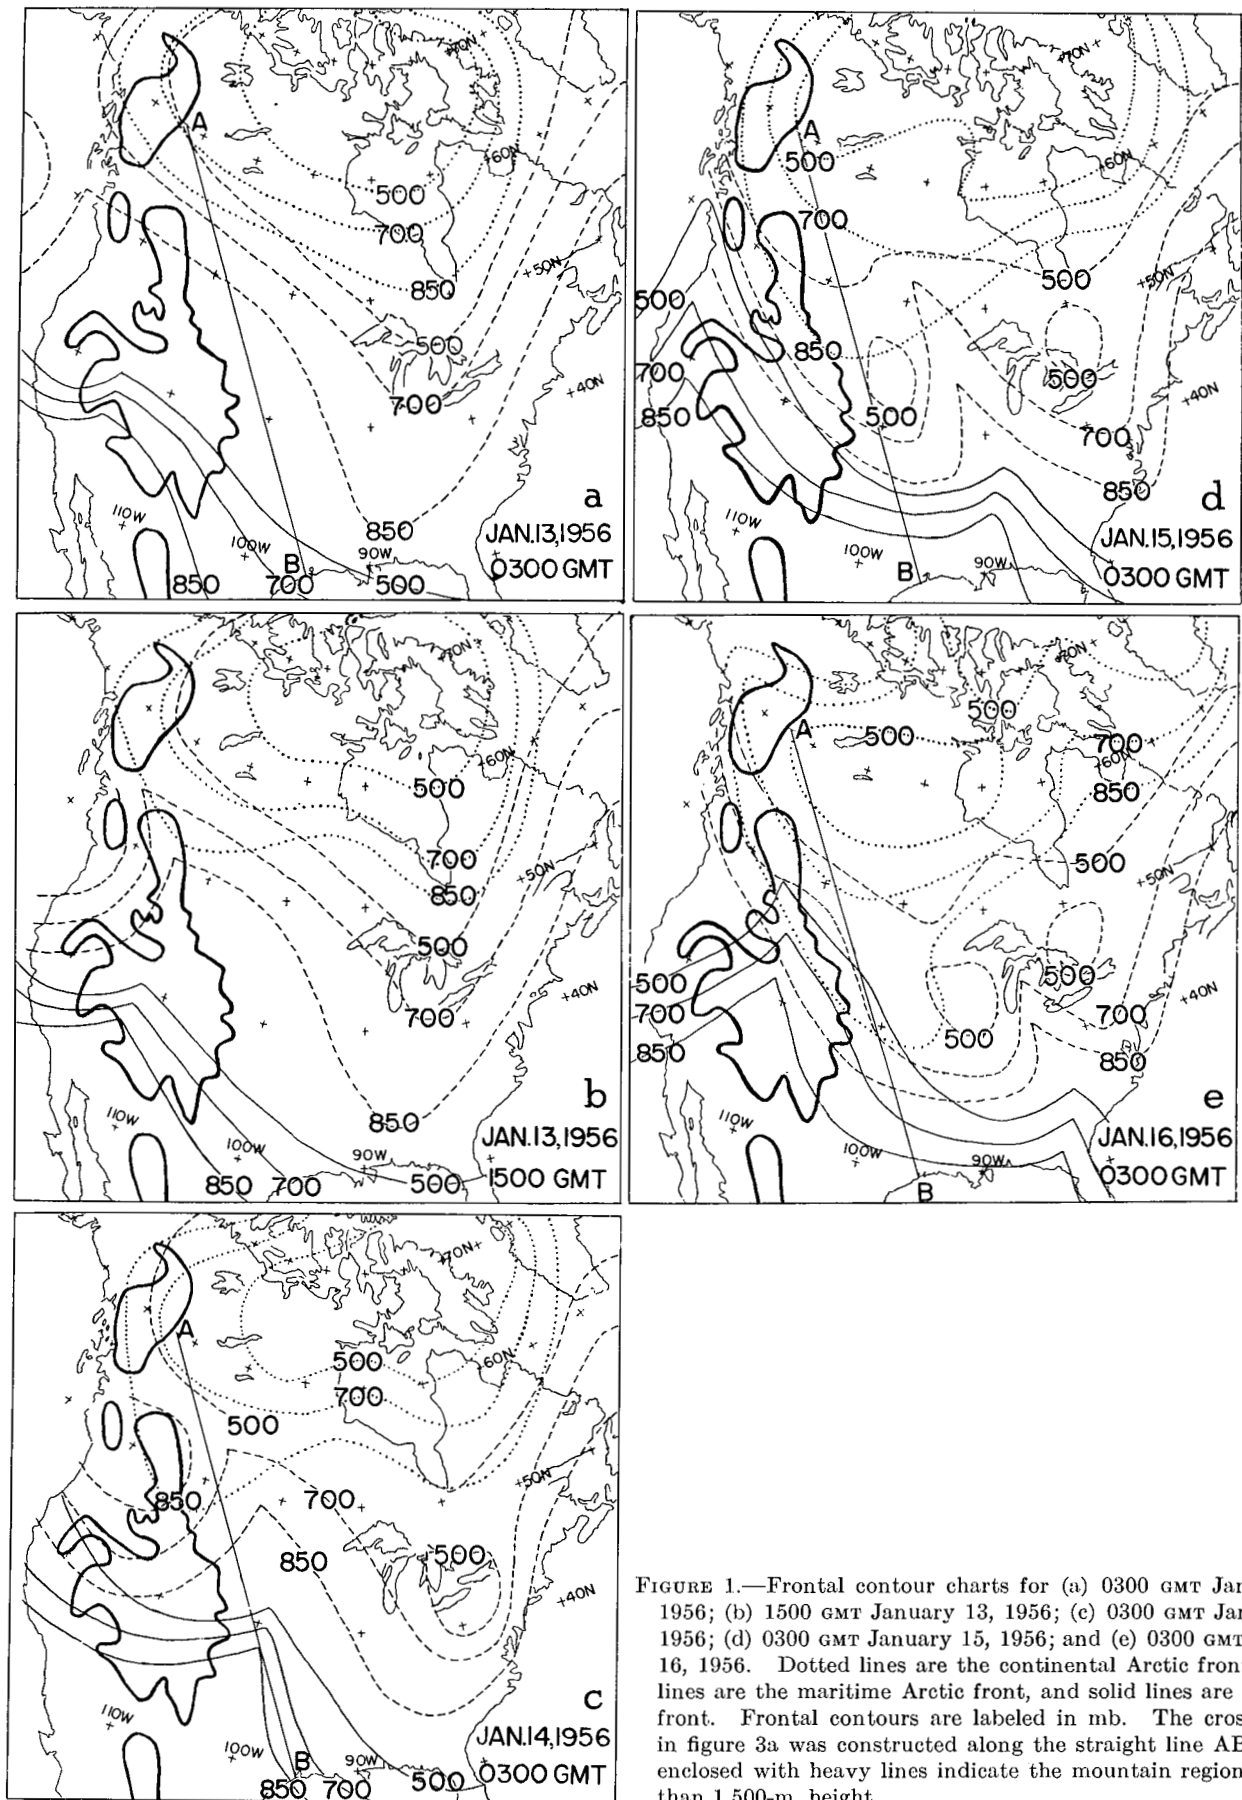 70N
A
60N
500
700
850
50N
500
700
40N
a
110W
850
JAN.13,1956
100W
90W
B
0300 GMT
850
700
500
70N
A
500
60N
700
500
50N
500
850
700
500
500
40N
850
700
850
d
110W
JAN.15,1956
100W
90W
B
0300 GMT
70N
60N
500
700
850
50N
500
40N
700
b
110W
850
JAN.13,1956
100W
90W
1500 GMT
850
700
500
70N
500
A
500
700
60N
850
500
50N
500
500
700
40N
700
500
850
850
e
110W
JAN.16,1956
100W
90W
0300 GMT
B
70N
A
500
60N
700
500
850
700
50N
850
500
40N
c
110W
JAN.14,1956
100W
B
90W
0300 GMT
850
700
500
FIGURE 1.—Frontal contour charts for (a) 0300 GMT Jan
1956; (b) 1500 GMT January 13, 1956; (c) 0300 GMT Jan
1956; (d) 0300 GMT January 15, 1956; and (e) 0300 GMT
16, 1956. Dotted lines are the continental Arctic fron
lines are the maritime Arctic front, and solid lines are
front. Frontal contours are labeled in mb. The cros
in figure 3a was constructed along the straight line AB
enclosed with heavy lines indicate the mountain region
than 1,500-m. height